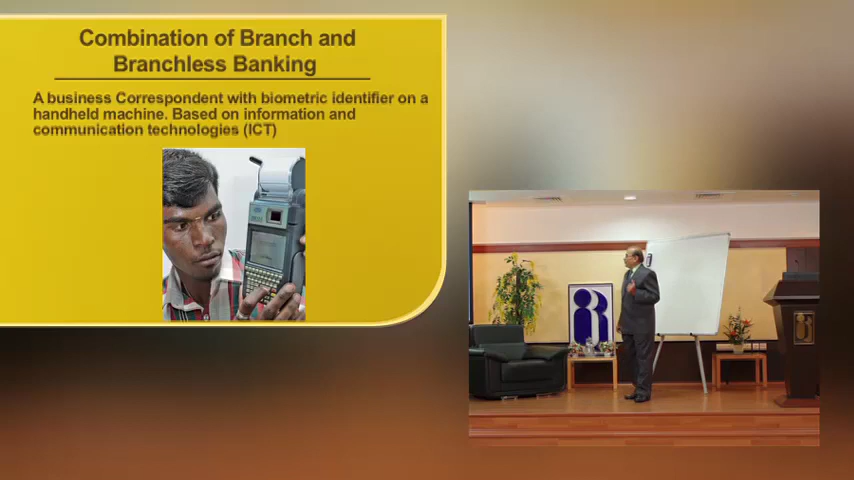 Combination of Branch and
Branchless Banking
A business Correspondent with biometric identifier on a
handheld machine. Based on information and
communication technologies (ICT)